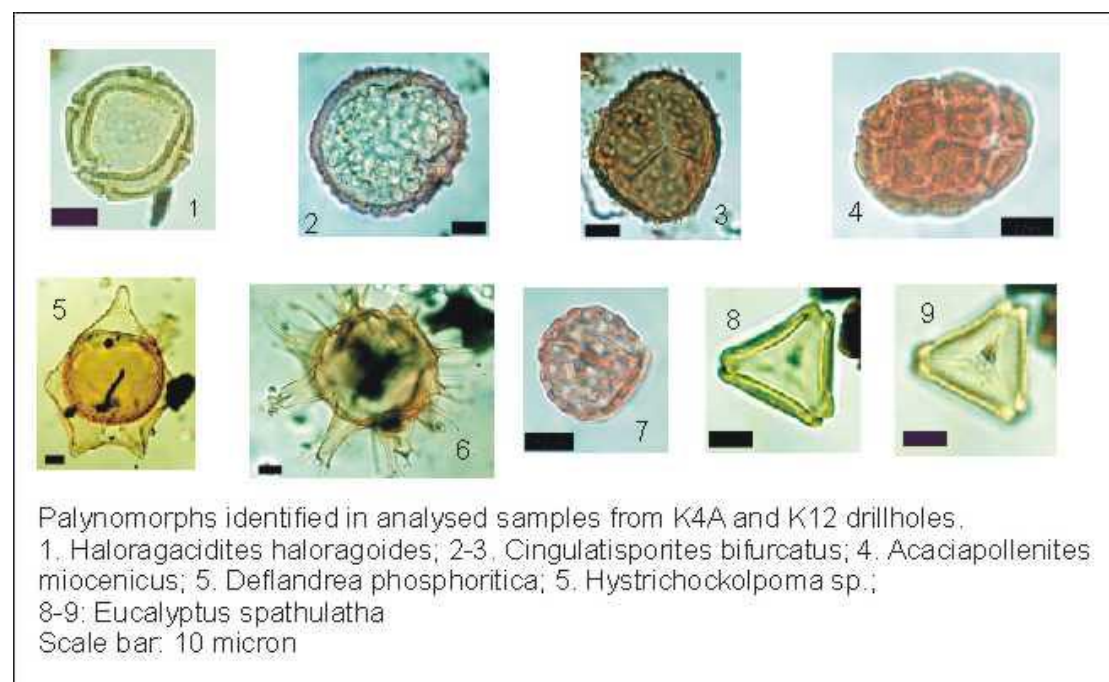 1
2
3
4
5
6
7
8
9
Palynomorphs identified in analysed samples from K4A and K12 drillholes.
1. Haloragacidites haloragoides; 2-3. Cingulatisporites bifurcatus; 4. Acaciapollenites
miocenicus; 5. Deflandrea phosphoritica; 5. Hystrichockolpoma sp.;
8-9: Eucalyptus spathulatha
Scale bar: 10 micron